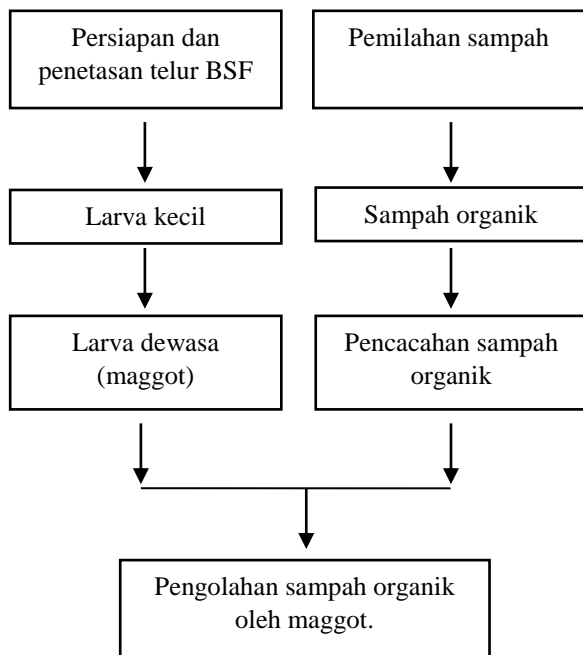 Persiapan dan
penetasan telur BSF
Pemilahan sampah
Larva kecil
Sampah organik
Larva dewasa
(maggot)
Pencacahan sampah
organik
Pengolahan sampah organik
oleh maggot.